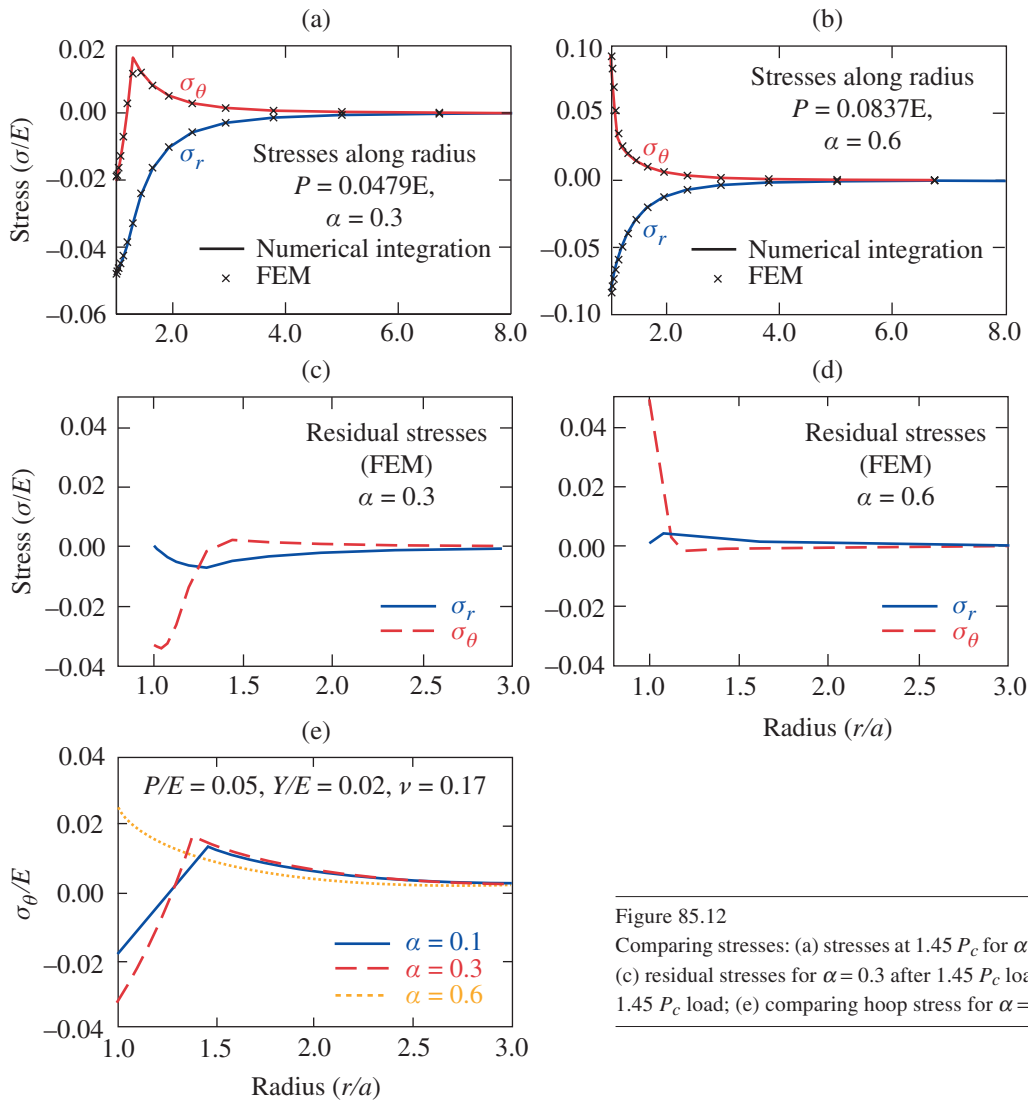 (a)
0.02
0.00
–0.02
–0.04
–0.06
Stress (σ/E)
σθ
σr
Stresses along radius
P = 0.0479E,
α = 0.3
Numerical integration
FEM
2.0 4.0 6.0 8.0
(b)
0.10
0.05
0.00
–0.05
–0.10
Stresses along radius
P = 0.0837E,
α = 0.6
σθ
σr
Numerical integration
FEM
2.0 4.0 6.0 8.0
(c)
0.04
0.02
0.00
–0.02
–0.04
Stress (σ/E)
Residual stresses
(FEM)
α = 0.3
σr
σθ
1.0 1.5 2.0 2.5 3.0
(d)
0.04
0.02
0.00
–0.02
–0.04
Residual stresses
(FEM)
α = 0.6
σr
σθ
1.0 1.5 2.0 2.5 3.0
Radius (r/a)
(e)
0.04
0.02
0.00
–0.02
–0.04
σθ/E
P/E = 0.05, Y/E = 0.02, ν = 0.17
α = 0.1
α = 0.3
α = 0.6
1.0 1.5 2.0 2.5 3.0
Radius (r/a)
Figure 85.12
Comparing stresses: (a) stresses at 1.45 Pc for α
(c) residual stresses for α = 0.3 after 1.45 Pc
1.45 Pc load; (e) comparing hoop stress for α =